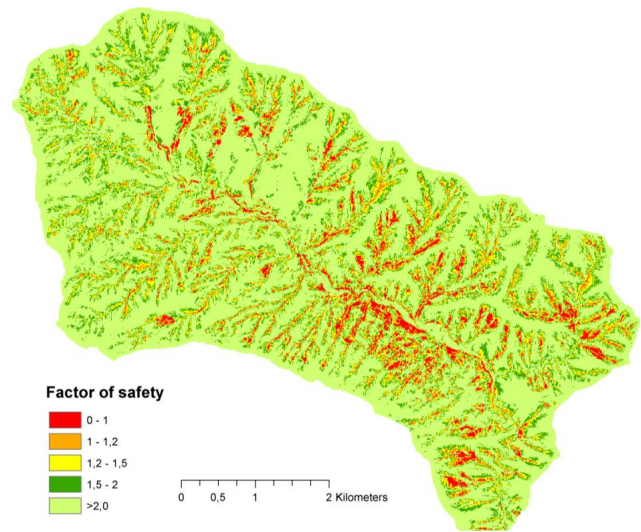 Factor of safety
0 - 1
1 - 1,2
1,2 - 1,5
1,5 - 2
>2,0
0 0,5 1 2 Kilometers